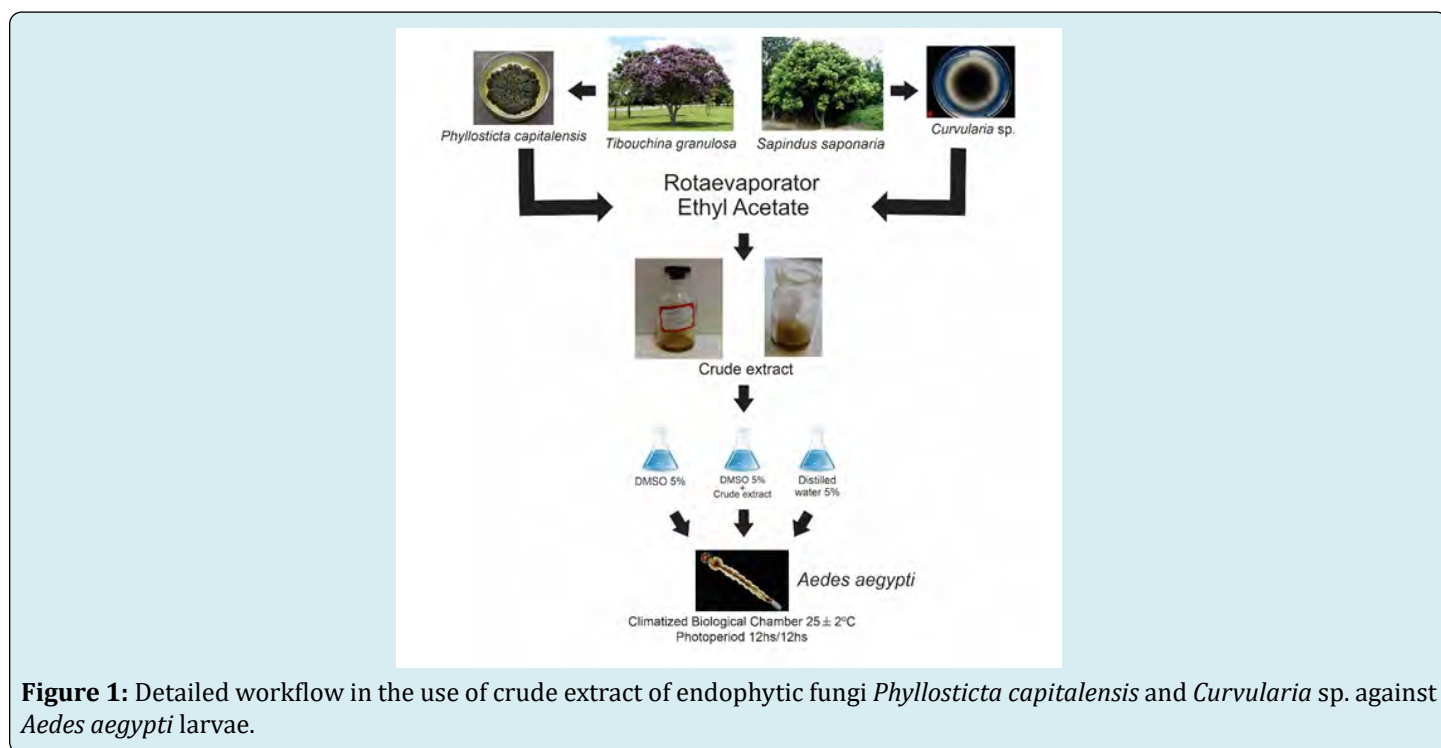 Phyllosticta capitalensis
Tibouchina granulosa
Sapindus saponaria
Curvularia sp.
Rotaevaporator
Ethyl Acetate
Crude extract
DMSO 5%
DMSO 5%
+
Crude extract
Distilled
water 5%
Aedes aegypti
Climatized Biological Chamber 25± 2ºC
Photoperiod 12hs/12hs
Figure 1: Detailed workflow in the use of crude extract of endophytic fungi Phyllosticta capitalensis and Curvularia sp. against
Aedes aegypti larvae.